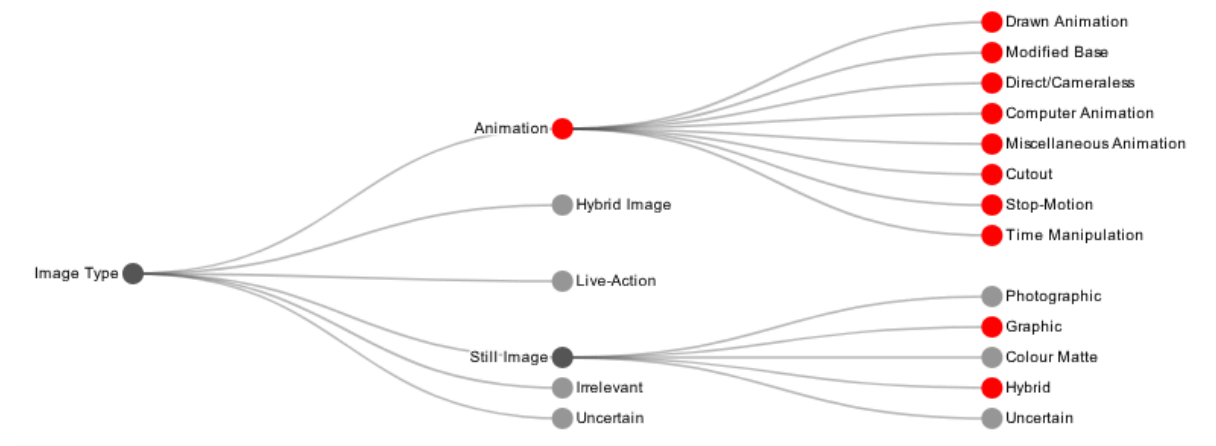 Image Type
Animation
Drawn Animation
Modified Base
Direct/Cameraless
Computer Animation
Miscellaneous Animation
Cutout
Stop-Motion
Time Manipulation
Hybrid Image
Live-Action
Still Image
Photographic
Graphic
Colour Matte
Hybrid
Uncertain
Irrelevant
Uncertain